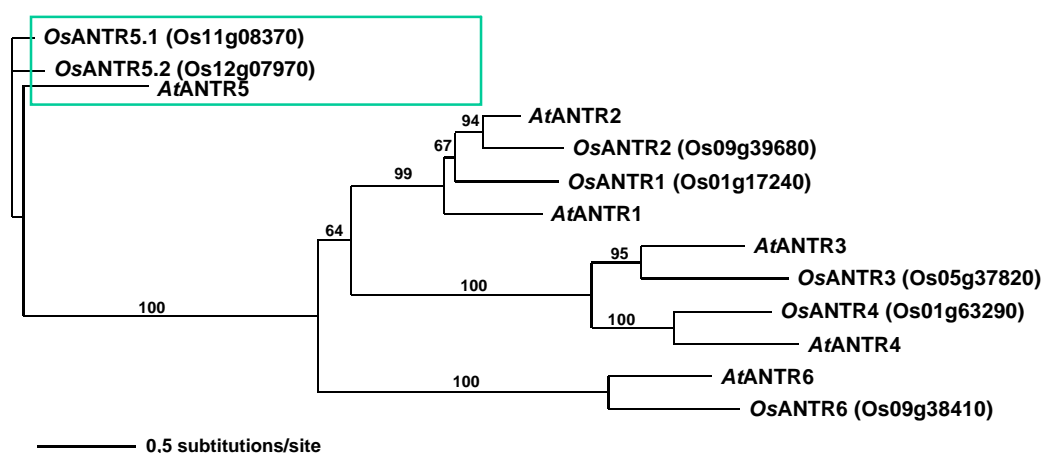 OsANTR5.1 (Os11g08370)
OsANTR5.2 (Os12g07970)
AtANTR5
94
AtANTR2
67
OsANTR2 (Os09g39680)
99
OsANTR1 (Os01g17240)
AtANTR1
64
95
AtANTR3
100
OsANTR3 (Os05g37820)
100
OsANTR4 (Os01g63290)
100
AtANTR4
100
AtANTR6
OsANTR6 (Os09g38410)
0,5 subtitutions/site